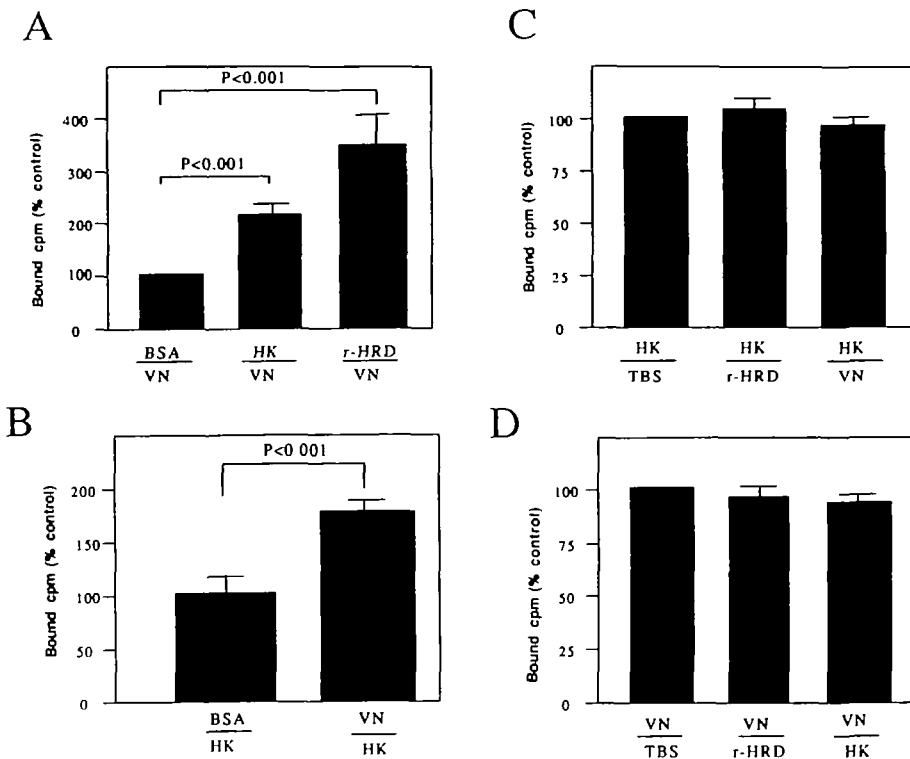 A
Bound cpm (% control)
400
300
200
100
0
P<0.001
P<0.001
BSA
VN
HK
VN
r-HRD
VN
B
Bound cpm (% control)
200
150
100
50
0
P<0 001
BSA
HK
VN
HK
C
Bound cpm (% control)
100
75
50
25
0
HK
TBS
HK
r-HRD
HK
VN
D
Bound cpm (% control)
100
75
50
25
0
VN
TBS
VN
r-HRD
VN
HK